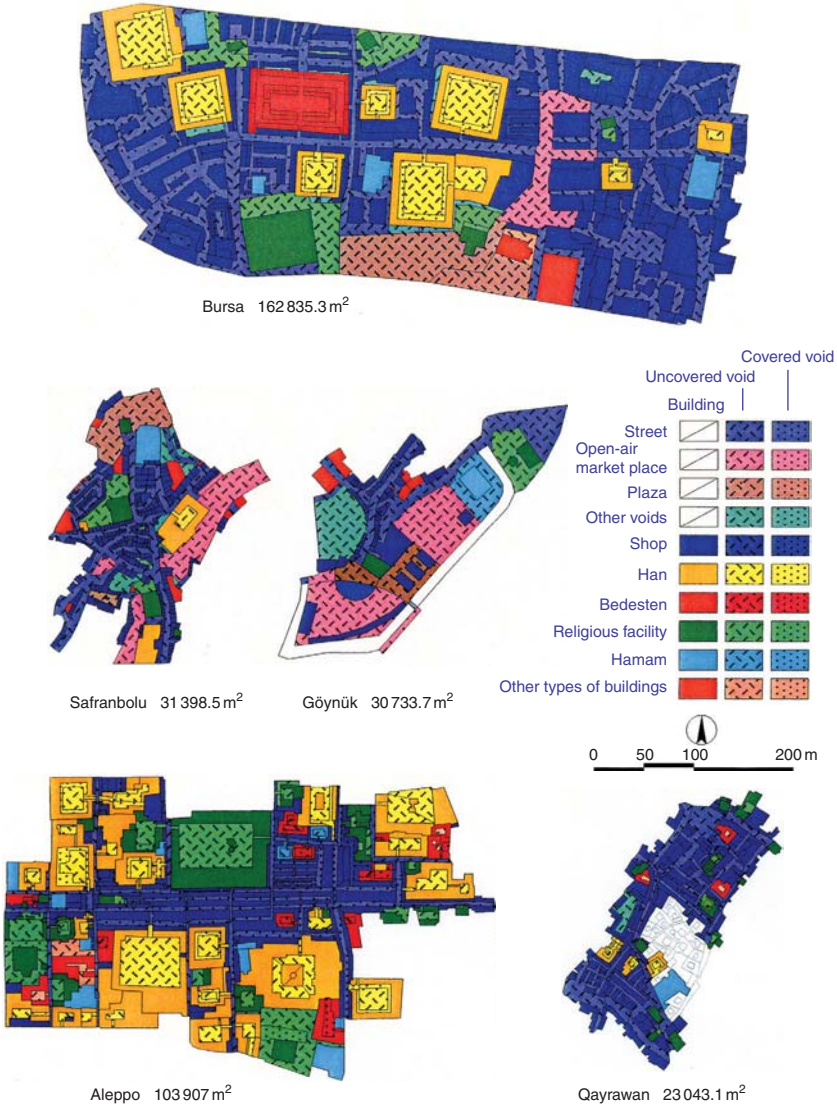 Bursa 162 835.3 m²
Covered void
Uncovered void
Building
Street
Open-air
market place
Plaza
Other voids
Shop
Han
Bedesten
Religious facility
Hamam
Other types of buildings
Safranbolu 31 398.5 m²
Göynük 30 733.7 m²
0 50 100 200 m
Aleppo 103 907 m²
Qayrawan 23 043.1 m²